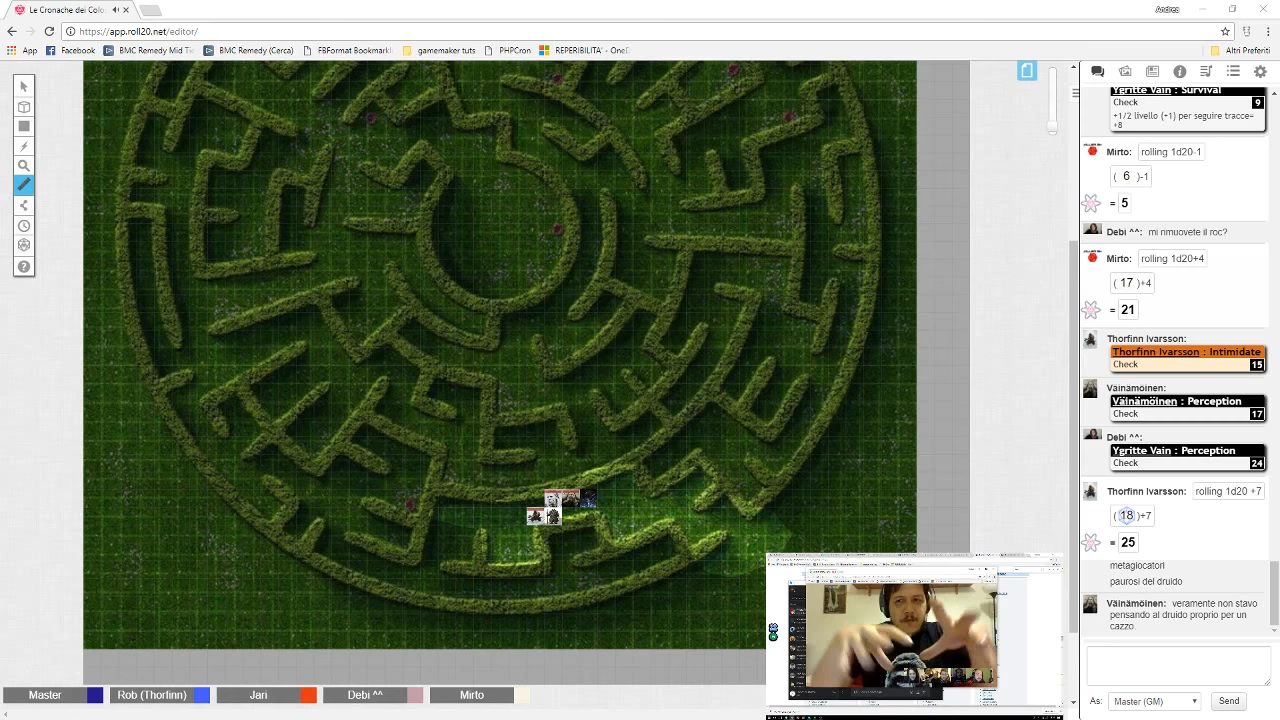 Le Cronache dei Colo
Andrea
https://app.roll20.net/editor/
App
Facebook
BMC Remedy Mid Ti
BMC Remedy (Cerca)
FBFormat Bookmarkl
gamemaker tuts
PHPCron
REPERIBILITA' - OneD
Altri Preferiti
Ygritte Vain : Survival
Check 9
+1/2 livello (+1) per seguire tracce=
+8
Mirto: rolling 1d20-1
( 6 )-1
= 5
Debi ^^: mi rimuovete il roc?
Mirto: rolling 1d20+4
( 17 )+4
= 21
Thorfinn Ivarsson:
Thorfinn Ivarsson : Intimidate
Check 15
Väinämöinen:
Väinämöinen : Perception
Check 17
Debi ^^:
Ygritte Vain : Perception
Check 24
Thorfinn Ivarsson: rolling 1d20 +7
( 18 )+7
= 25
metagiocatori
paurosi del druido
Väinämöinen: veramente non stavo
pensando al druido proprio per un
cazzo
As: Master (GM) Send
Master
Rob (Thorfinn)
Jari
Debi ^^
Mirto